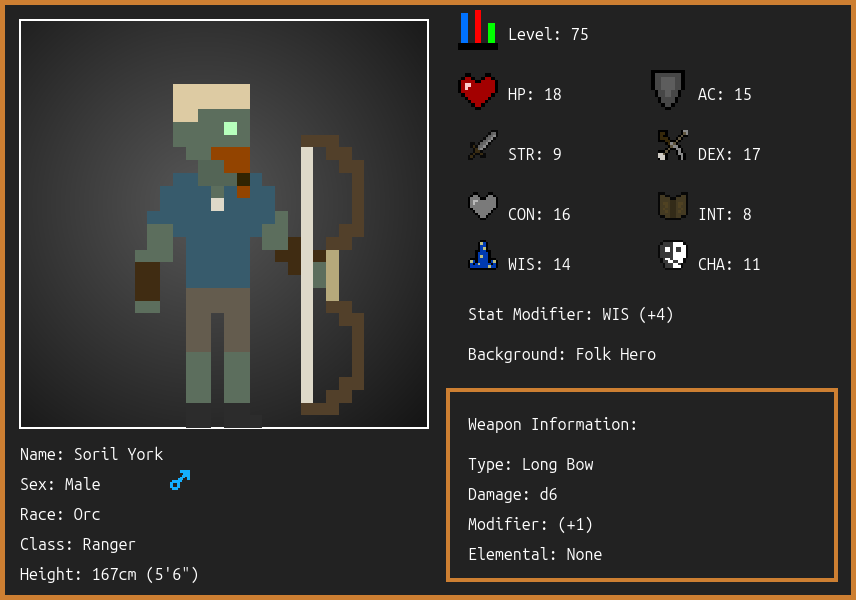 Level: 75
HP: 18
AC: 15
STR: 9
DEX: 17
CON: 16
INT: 8
WIS: 14
CHA: 11
Stat Modifier: WIS (+4)
Background: Folk Hero
Weapon Information:
Type: Long Bow
Damage: d6
Modifier: (+1)
Elemental: None
Name: Soril York
Sex: Male
Race: Orc
Class: Ranger
Height: 167cm (5'6")